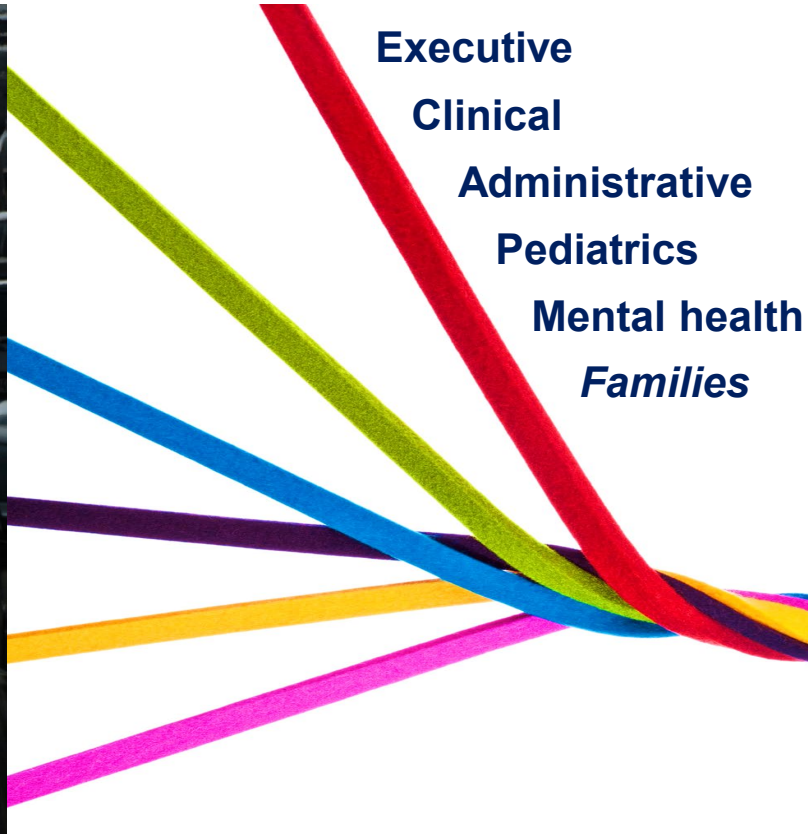 Executive
Clinical
Administrative
Pediatrics
Mental health
Families